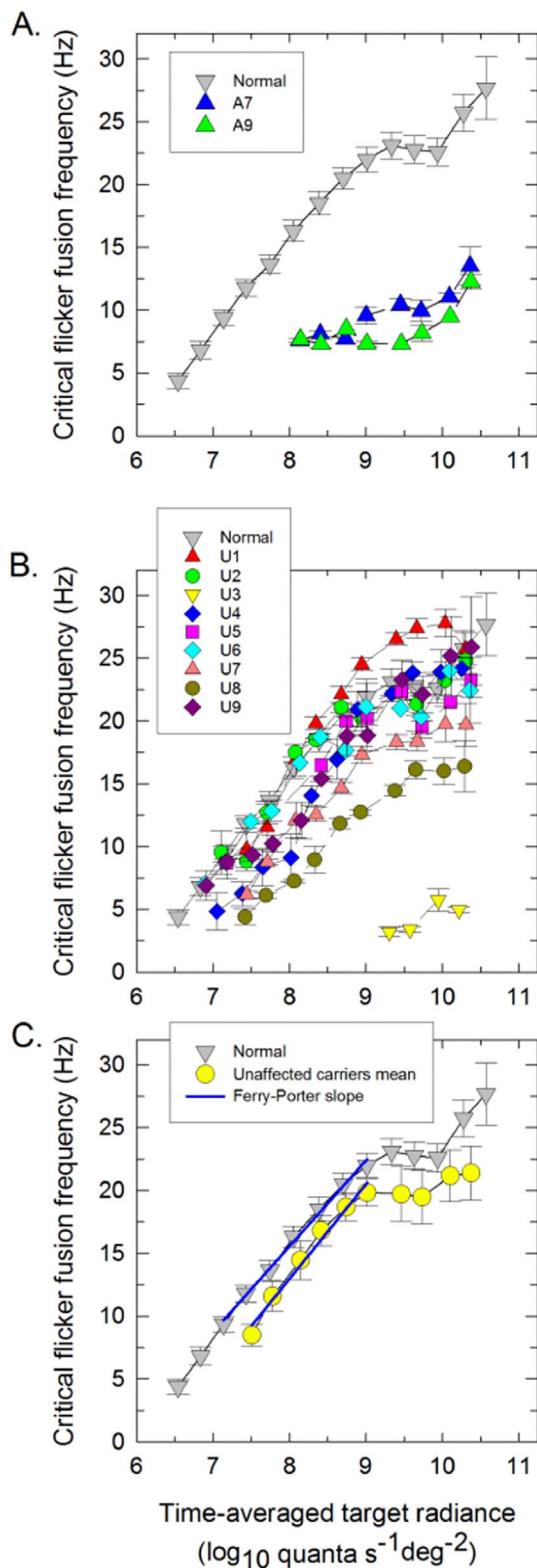 A.
Critical flicker fusion frequency (Hz)
30
25
20
15
10
5
0
Normal
A7
A9
6 7 8 9 10 11
B.
Critical flicker fusion frequency (Hz)
30
25
20
15
10
5
0
Normal
U1
U2
U3
U4
U5
U6
U7
U8
U9
6 7 8 9 10 11
C.
Critical flicker fusion frequency (Hz)
30
25
20
15
10
5
0
Normal
Unaffected carriers mean
Ferry-Porter slope
6 7 8 9 10 11
Time-averaged target radiance
(log₁₀ quanta s⁻¹deg⁻²)